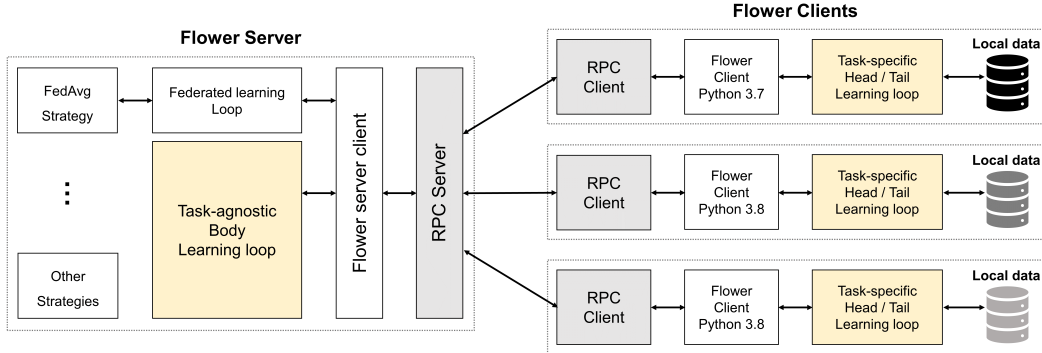 Flower Server
FedAvg
Strategy
Other
Strategies
Federated learning
Loop
Task-agnostic
Body
Learning loop
Flower server client
RPC Server
Flower Clients
RPC
Client
Flower
Client
Python 3.7
Task-specific
Head / Tail
Learning loop
Local data
RPC
Client
Flower
Client
Python 3.8
Task-specific
Head / Tail
Learning loop
Local data
RPC
Client
Flower
Client
Python 3.8
Task-specific
Head / Tail
Learning loop
Local data